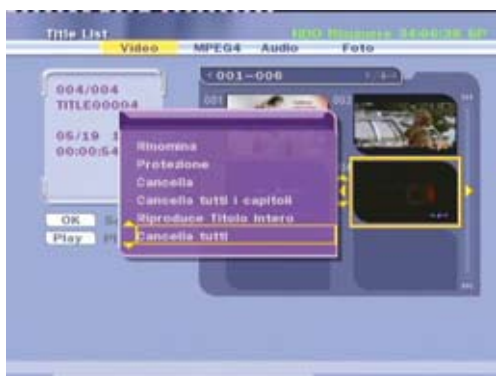 Title List
Video MPEG4 Audio Foto
004/004
TITLE00004
05/19
00:00:54
001-006
001
Rinomina
Protezione
Cancella
Cancella tutti i capitoli
Riproduce Titolo Intero
Cancella tutti
OK
Play